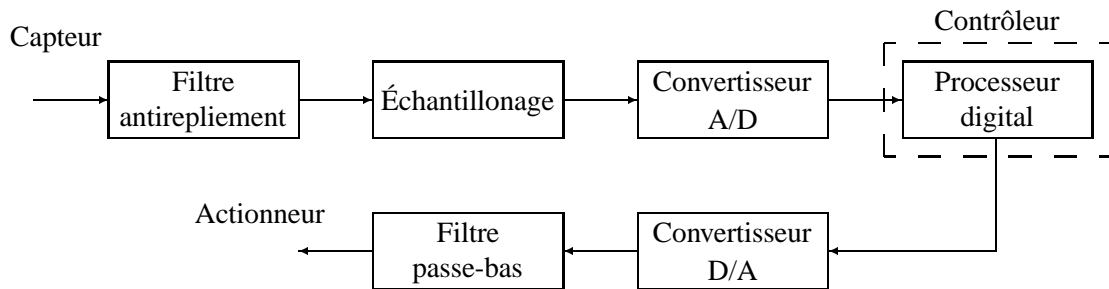 Contrôleur
Capteur
Filtre
antirepliement
Échantillonage
Convertisseur
A/D
Processeur
digital
Actionneur
Filtre
passe-bas
Convertisseur
D/A